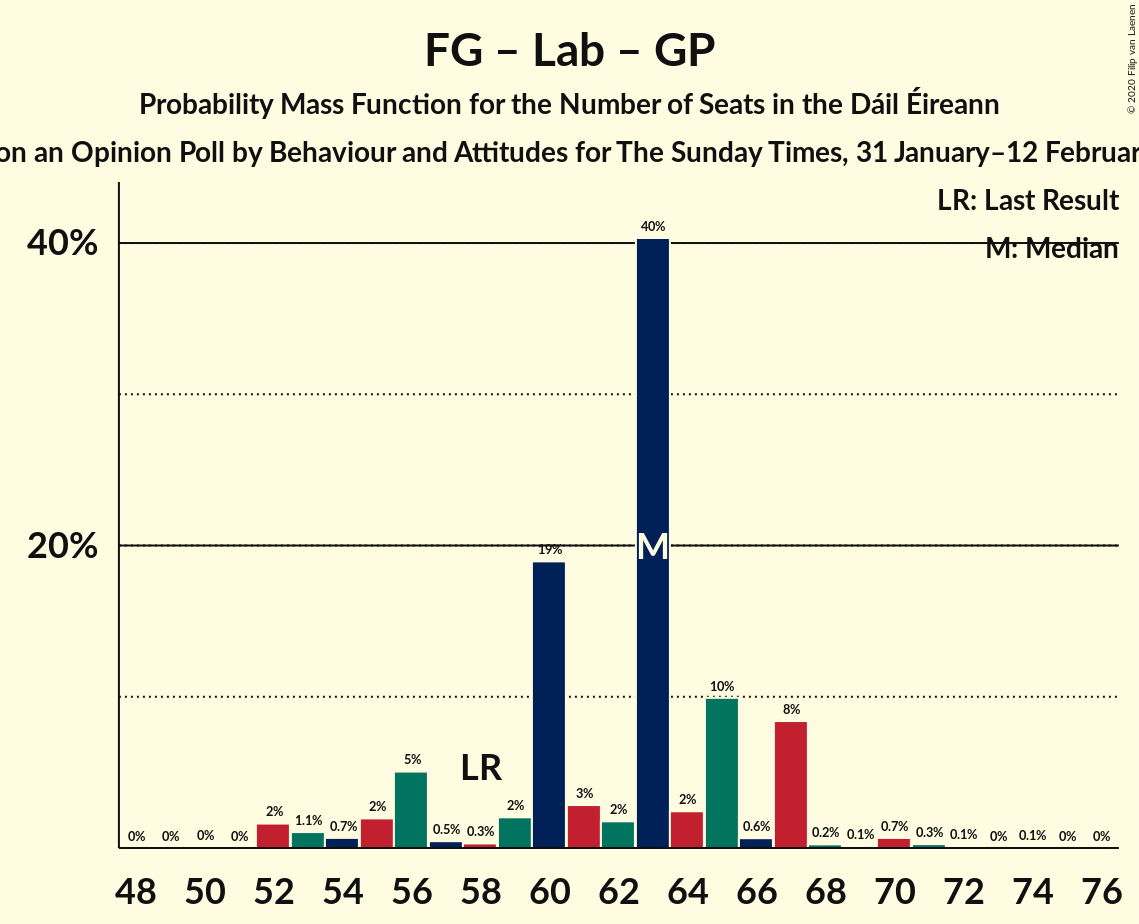 FG – Lab – GP
Probability Mass Function for the Number of Seats in the Dáil Éireann
on an Opinion Poll by Behaviour and Attitudes for The Sunday Times, 31 January–12 Februar
© 2020 Filip van Laenen
LR: Last Result
M: Median
40%
20%
0% 0% 0% 0% 2% 1.1% 0.7% 2% 5% 0.5% 0.3% 2% 19% 3% 2% 40% 2% 10% 0.6% 8% 0.2% 0.1% 0.7% 0.3% 0.1% 0% 0.1% 0% 0%
LR
M
48 50 52 54 56 58 60 62 64 66 68 70 72 74 76